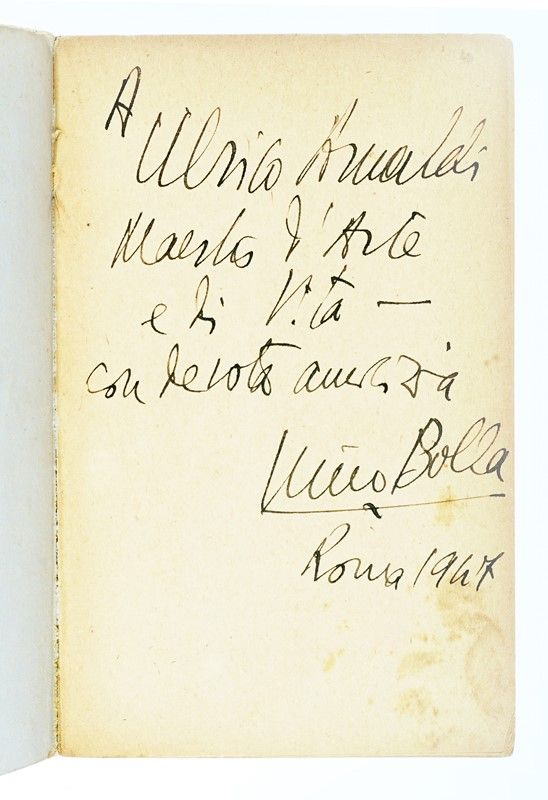 A
Ulrico Arnaldi
Maestro d'Arte
e di Vita —
con devota amicizia
Nino Bolla
Roma 1947